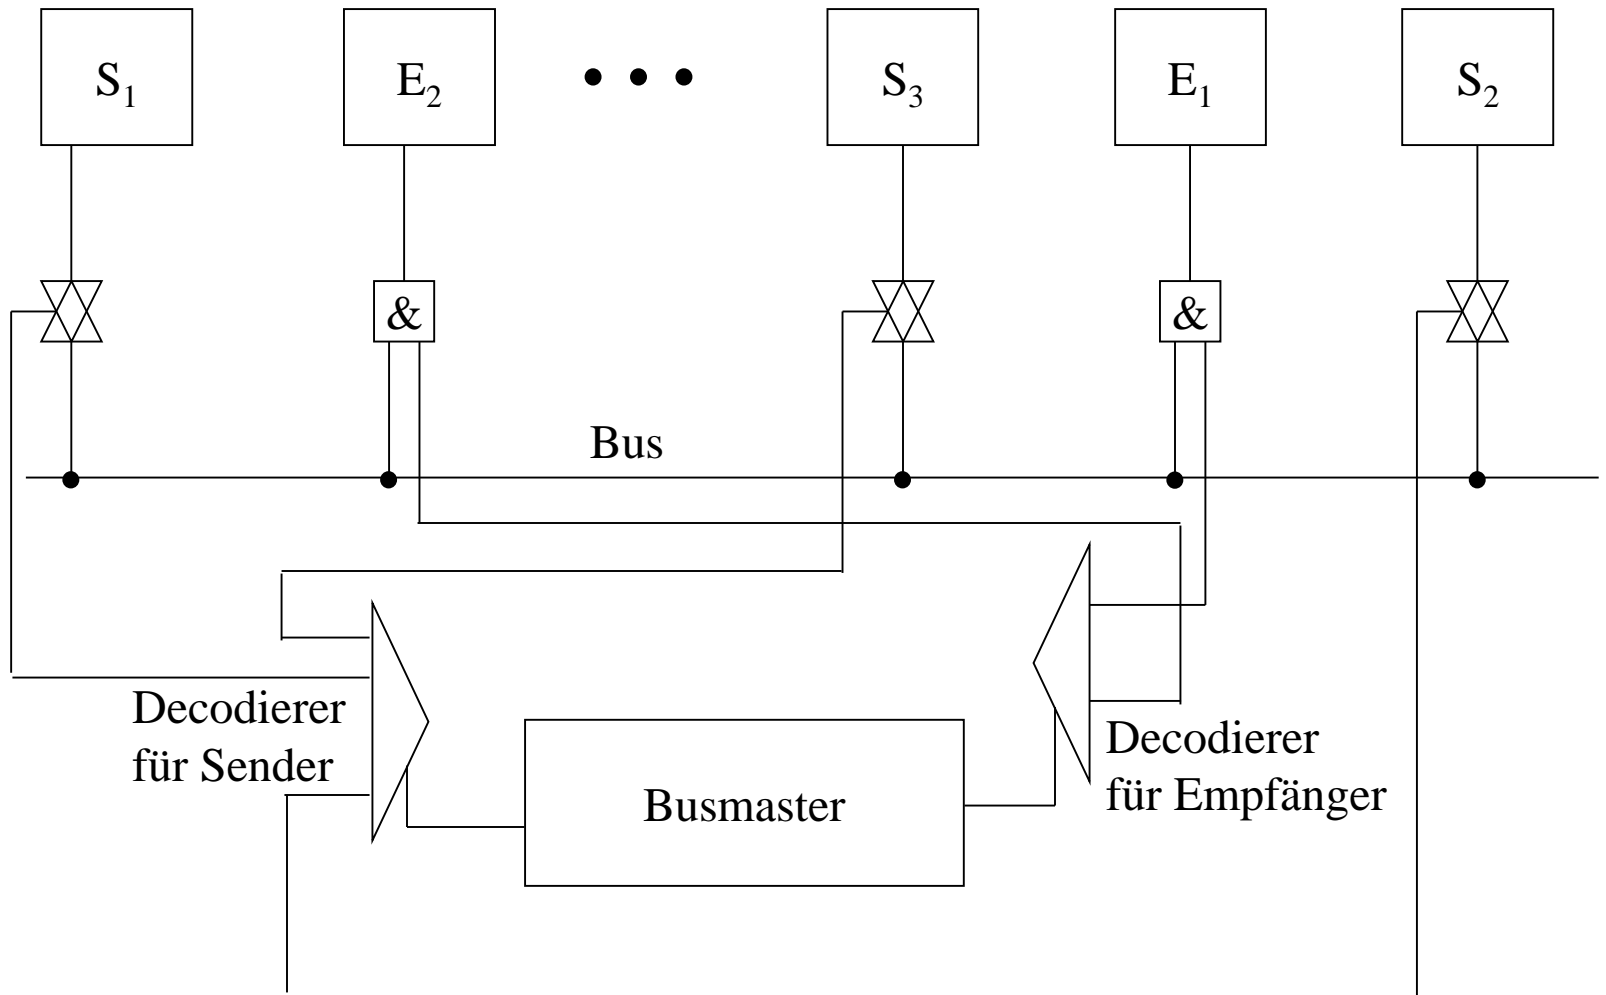 S₁
E₂
S₃
E₁
S₂
&
&
&
Bus
Decodierer
für Sender
Decodierer
für Empfänger
Busmaster